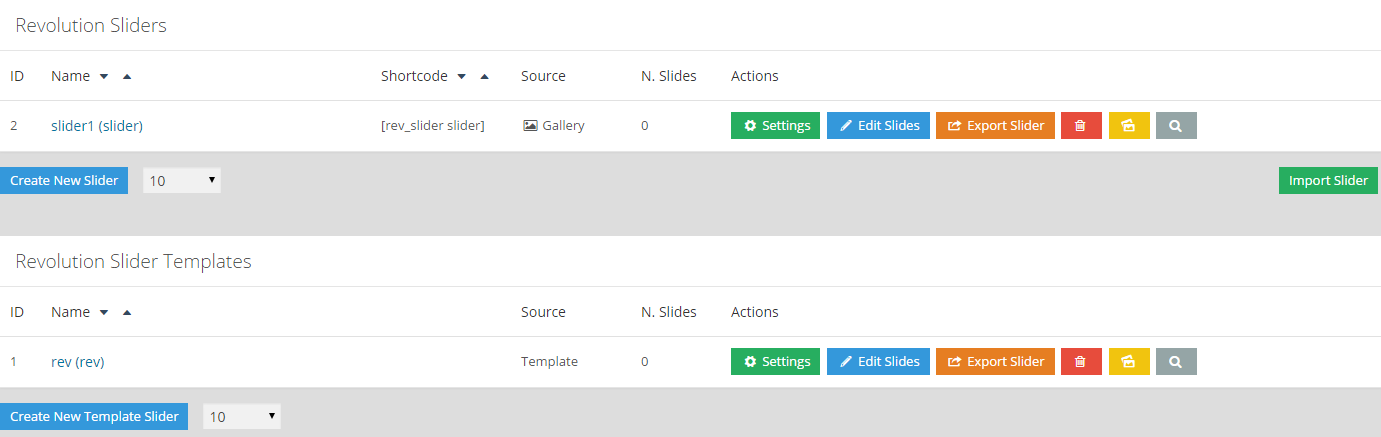 Revolution Sliders
ID Name Shortcode Source N. Slides Actions
2 slider1 (slider) [rev_slider slider] Gallery 0 Settings Edit Slides Export Slider
Create New Slider 10 Import Slider
Revolution Slider Templates
ID Name Source N. Slides Actions
1 rev (rev) Template 0 Settings Edit Slides Export Slider
Create New Template Slider 10